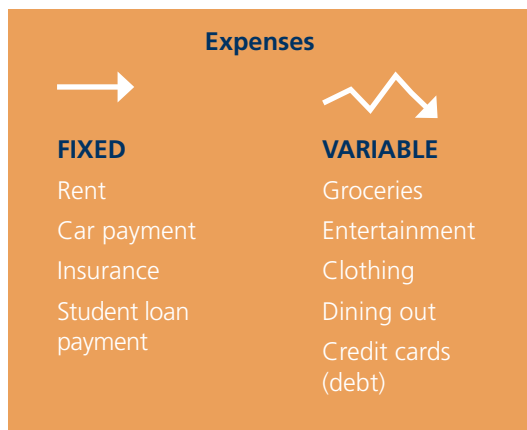 Expenses
FIXED
Rent
Car payment
Insurance
Student loan
payment
VARIABLE
Groceries
Entertainment
Clothing
Dining out
Credit cards
(debt)